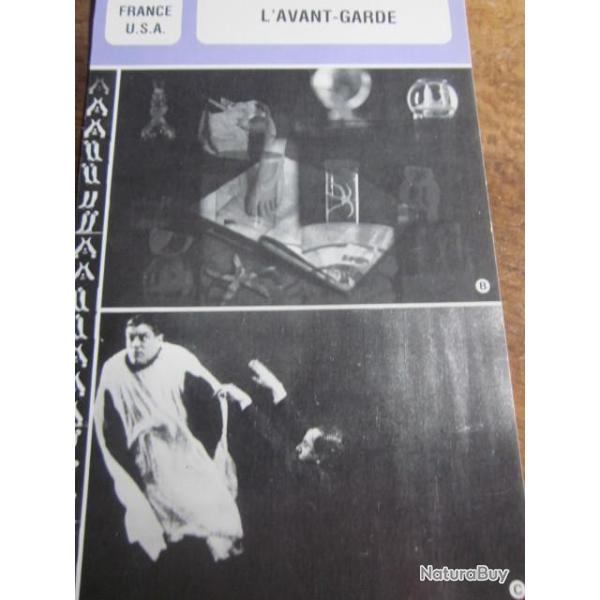 FRANCE
U.S.A.
L'AVANT-GARDE
B
C
NaturaBuy